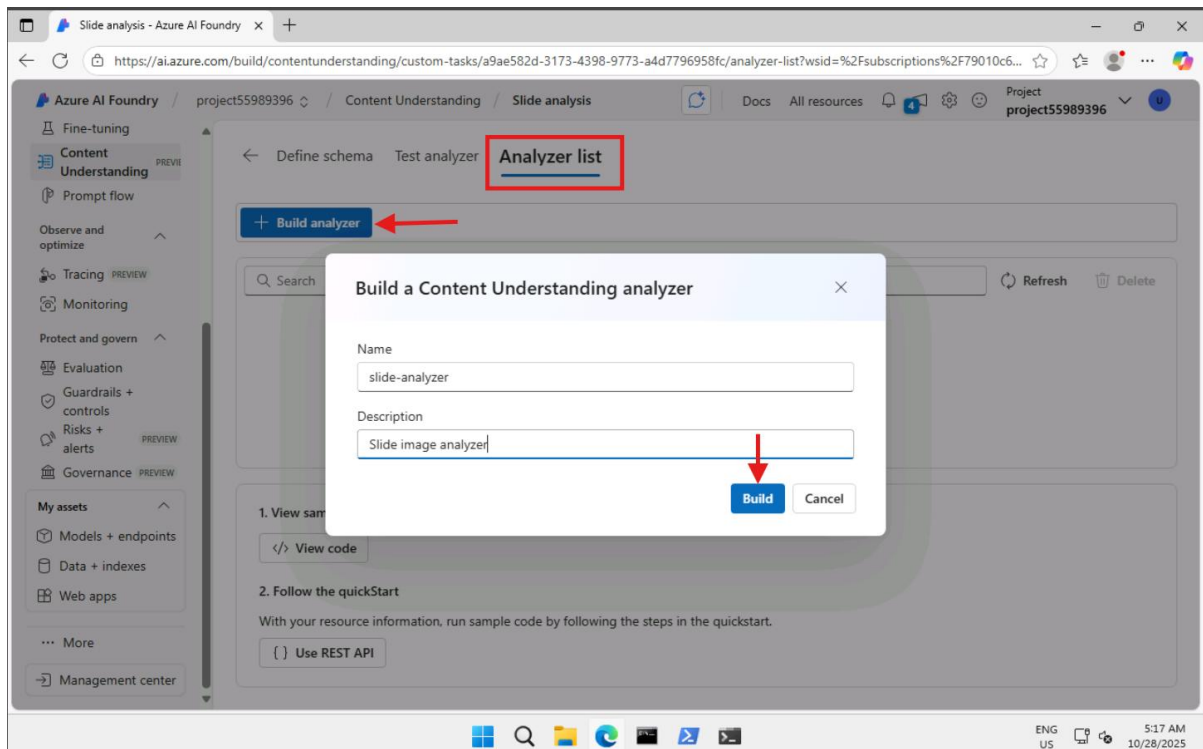 Slide analysis - Azure AI Foundry
https://ai.azure.com/build/contentunderstanding/custom-tasks/a9ae582d-3173-4398-9773-a4d7796958fc/analyzer-list?wsid=%2Fsubscriptions%2F79010c6...
Azure AI Foundry / project55989396 / Content Understanding / Slide analysis
Docs All resources 4 Project
project55989396 U
Fine-tuning
Content
Understanding PREVIE
Prompt flow
Observe and
optimize
Tracing PREVIEW
Monitoring
Protect and govern
Evaluation
Guardrails +
controls
Risks +
alerts PREVIEW
Governance PREVIEW
My assets
Models + endpoints
Data + indexes
Web apps
... More
Management center
Define schema Test analyzer Analyzer list
+ Build analyzer
Search Refresh Delete
Build a Content Understanding analyzer
Name
slide-analyzer
Description
Slide image analyzer
Build Cancel
1. View sam
</> View code
2. Follow the quickStart
With your resource information, run sample code by following the steps in the quickstart.
{ } Use REST API
ENG
US
5:17 AM
10/28/2025